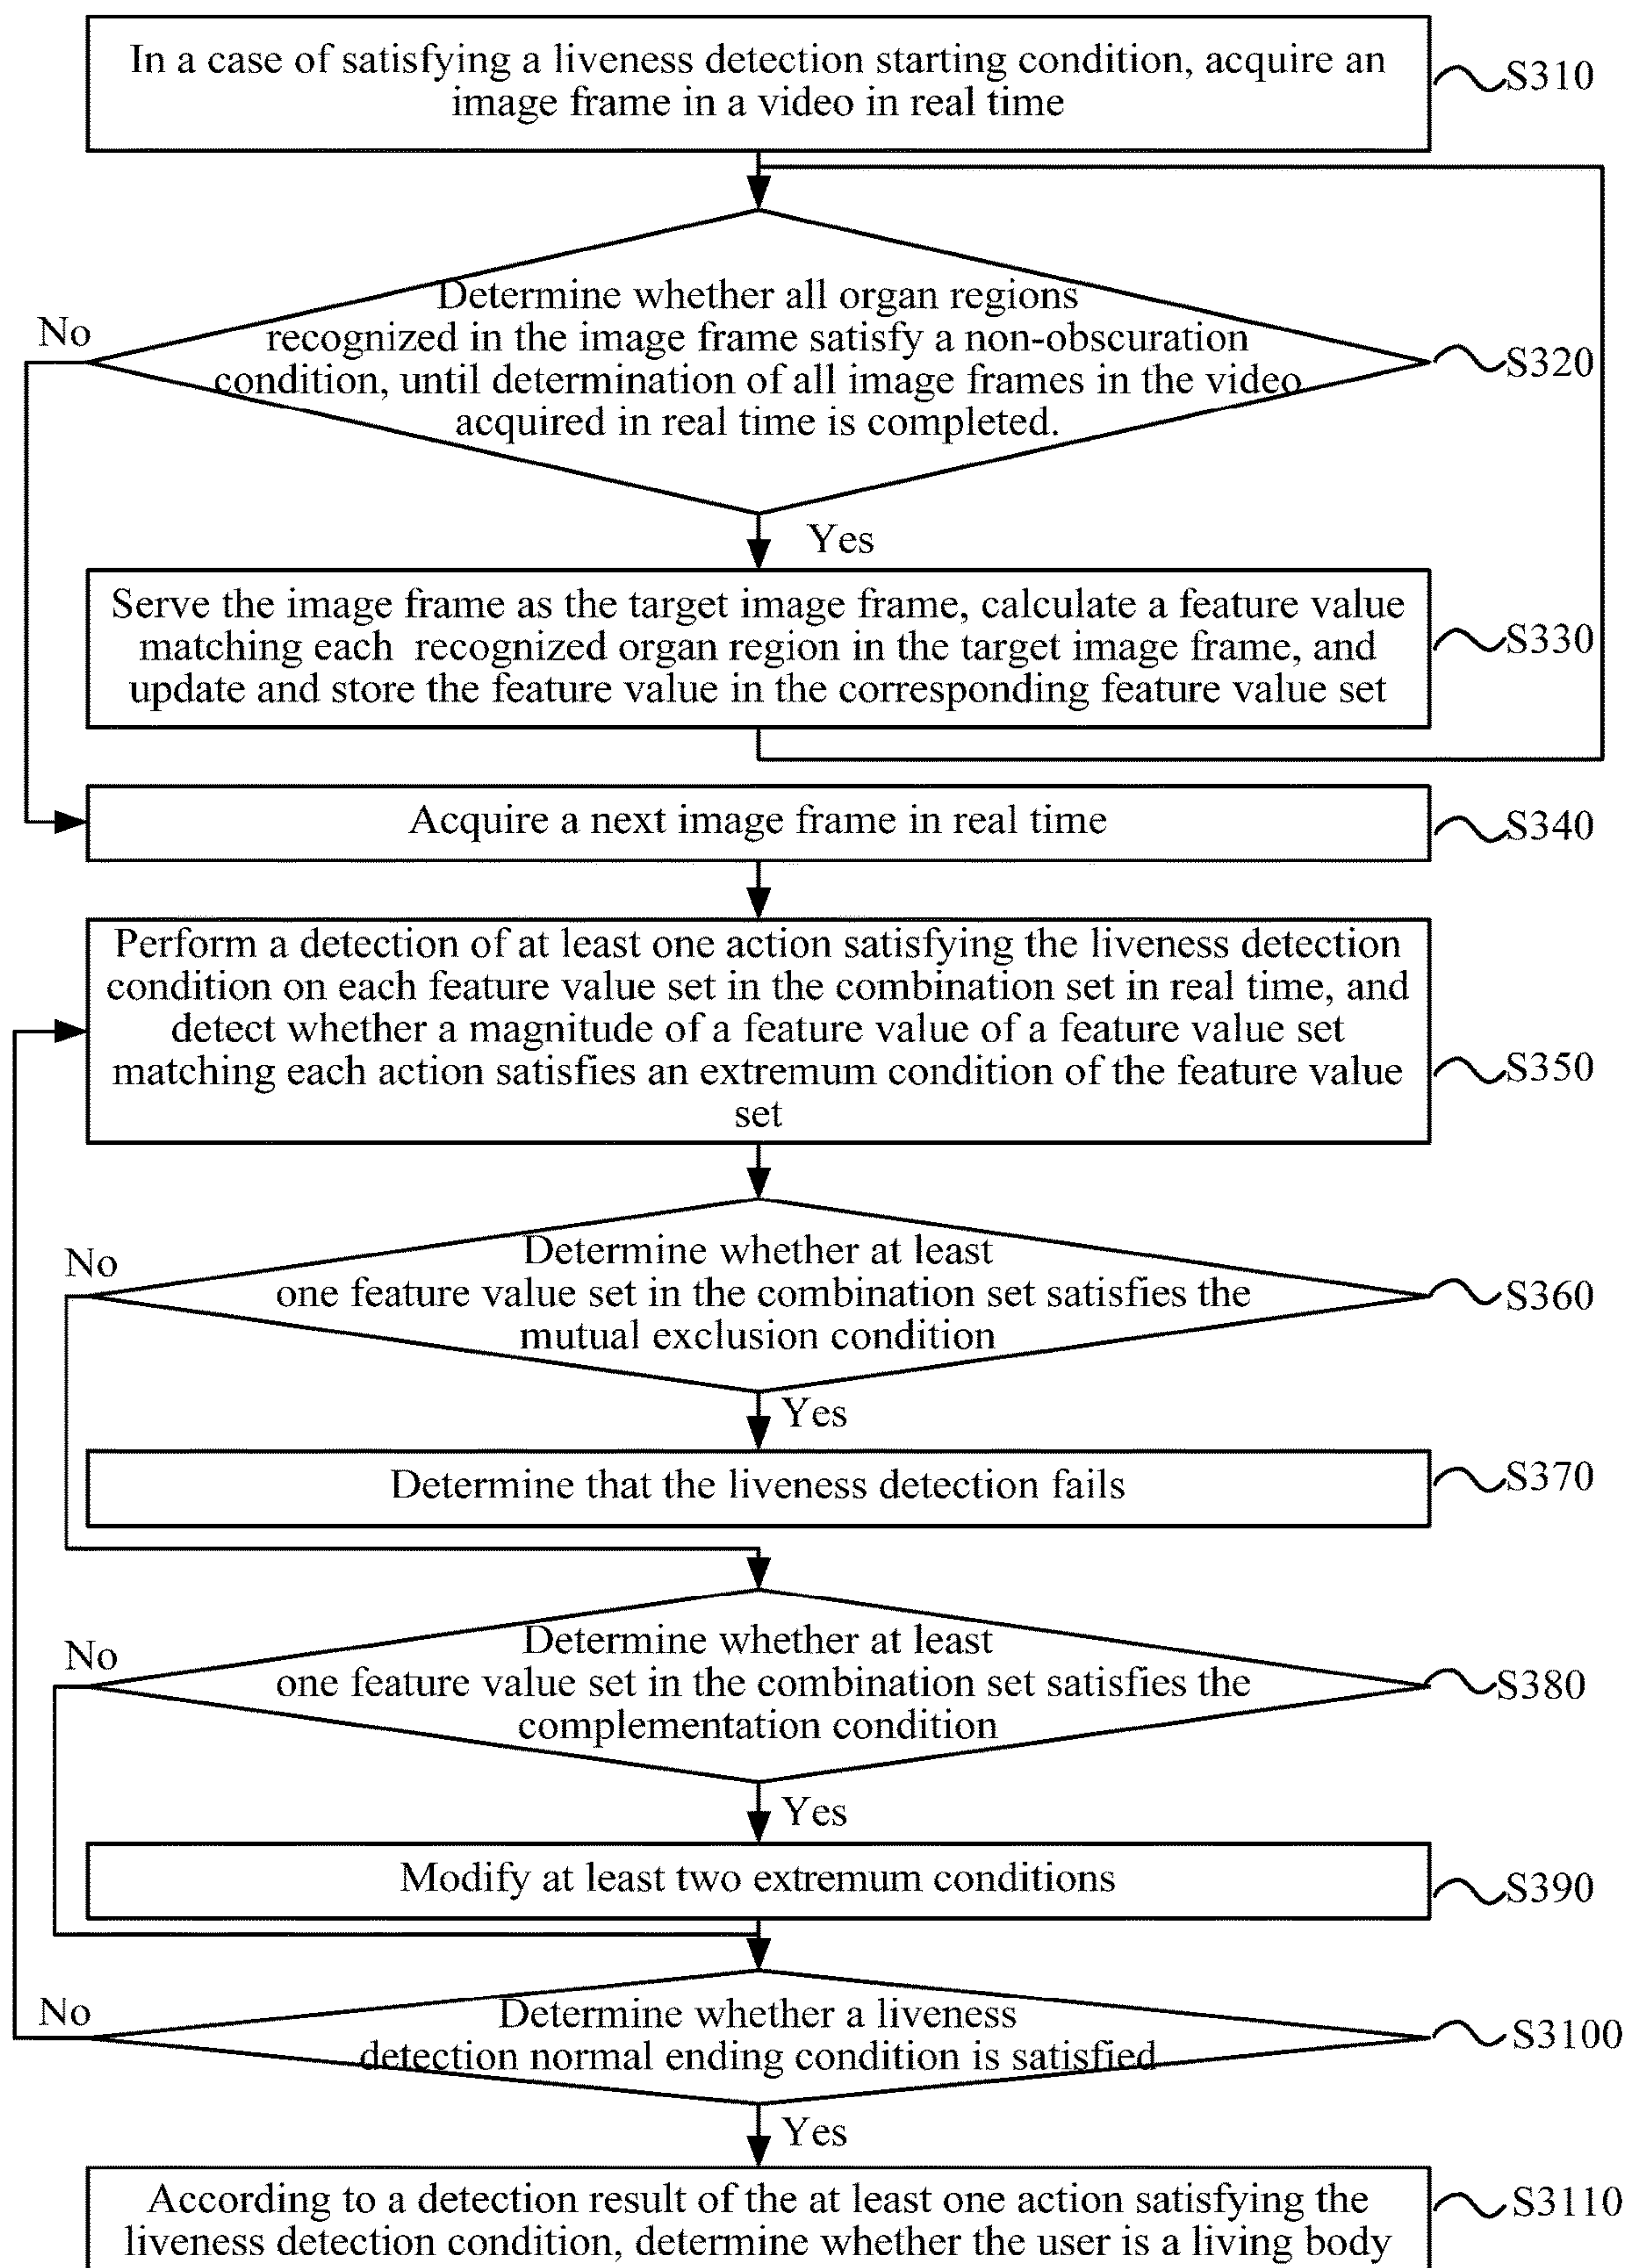 In a case of satisfying a liveness detection starting condition, acquire an
image frame in a video in real time
S310
Determine whether all organ regions
recognized in the image frame satisfy a non-obscuration
condition, until determination of all image frames in the video
acquired in real time is completed.
No
S320
Yes
Serve the image frame as the target image frame, calculate a feature value
matching each recognized organ region in the target image frame, and
update and store the feature value in the corresponding feature value set
S330
Acquire a next image frame in real time
S340
Perform a detection of at least one action satisfying the liveness detection
condition on each feature value set in the combination set in real time, and
detect whether a magnitude of a feature value of a feature value set
matching each action satisfies an extremum condition of the feature value
set
S350
Determine whether at least
one feature value set in the combination set satisfies the
mutual exclusion condition
No
S360
Yes
Determine that the liveness detection fails
S370
Determine whether at least
one feature value set in the combination set satisfies the
complementation condition
No
S380
Yes
Modify at least two extremum conditions
S390
Determine whether a liveness
detection normal ending condition is satisfied
No
S3100
Yes
According to a detection result of the at least one action satisfying the
liveness detection condition, determine whether the user is a living body
S3110